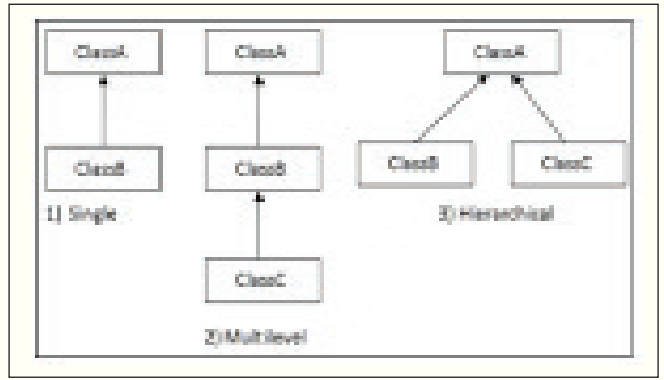 ClassA
ClassB
1) Single
ClassA
ClassB
ClassC
2) Multilevel
ClassA
ClassB
ClassC
3) Hierarchical